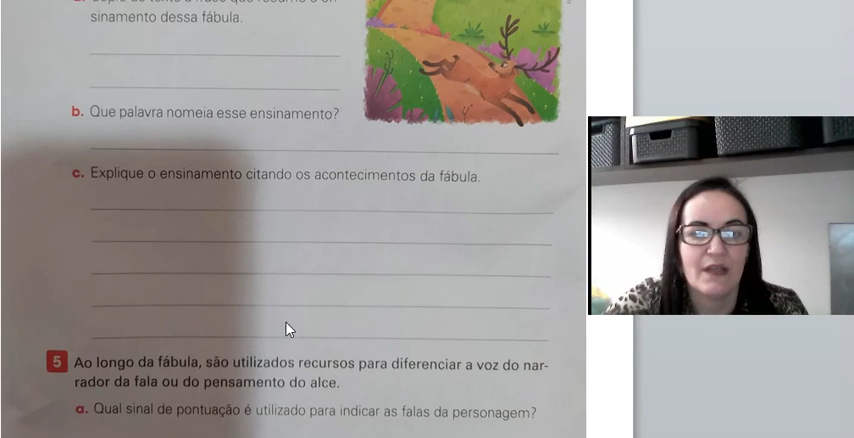 sinamento dessa fábula.
b. Que palavra nomeia esse ensinamento?
c. Explique o ensinamento citando os acontecimentos da fábula.
5 Ao longo da fábula, são utilizados recursos para diferenciar a voz do nar-
rador da fala ou do pensamento do alce.
a. Qual sinal de pontuação é utilizado para indicar as falas da personagem?